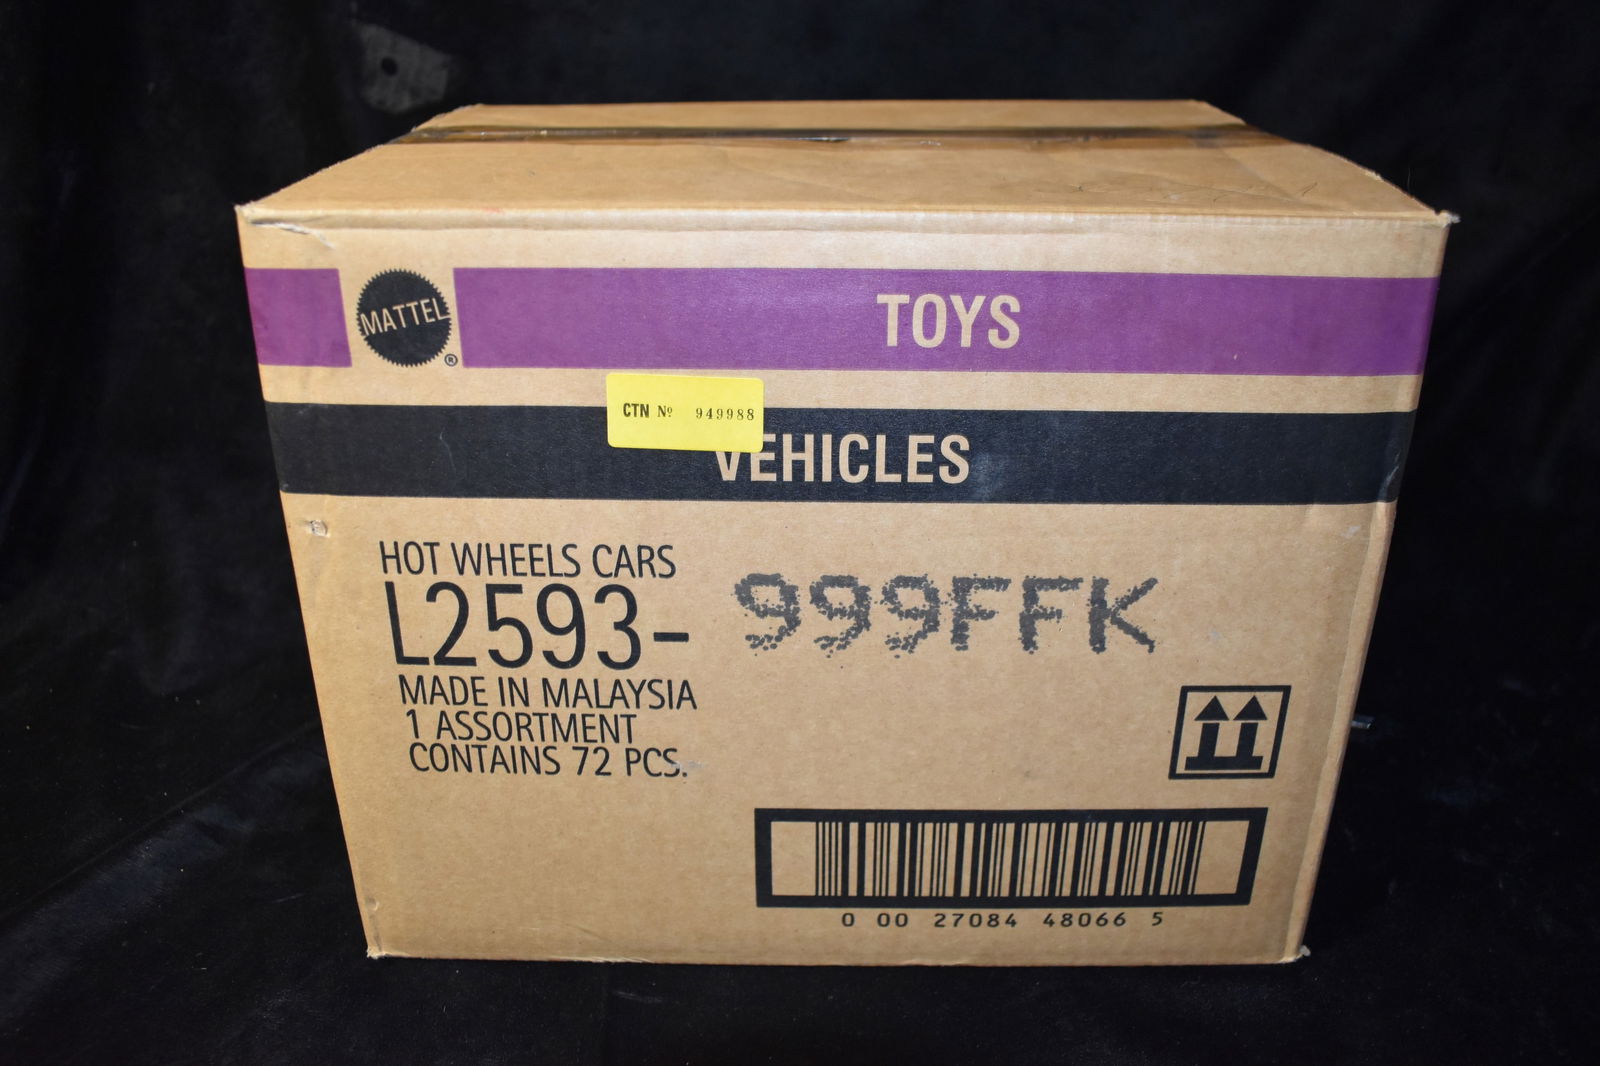 MATTEL
®
TOYS
CTN Nº 949988
VEHICLES
HOT WHEELS CARS
L2593- 999FFK
MADE IN MALAYSIA
1 ASSORTMENT
CONTAINS 72 PCS.
0 00 27084 48066 5